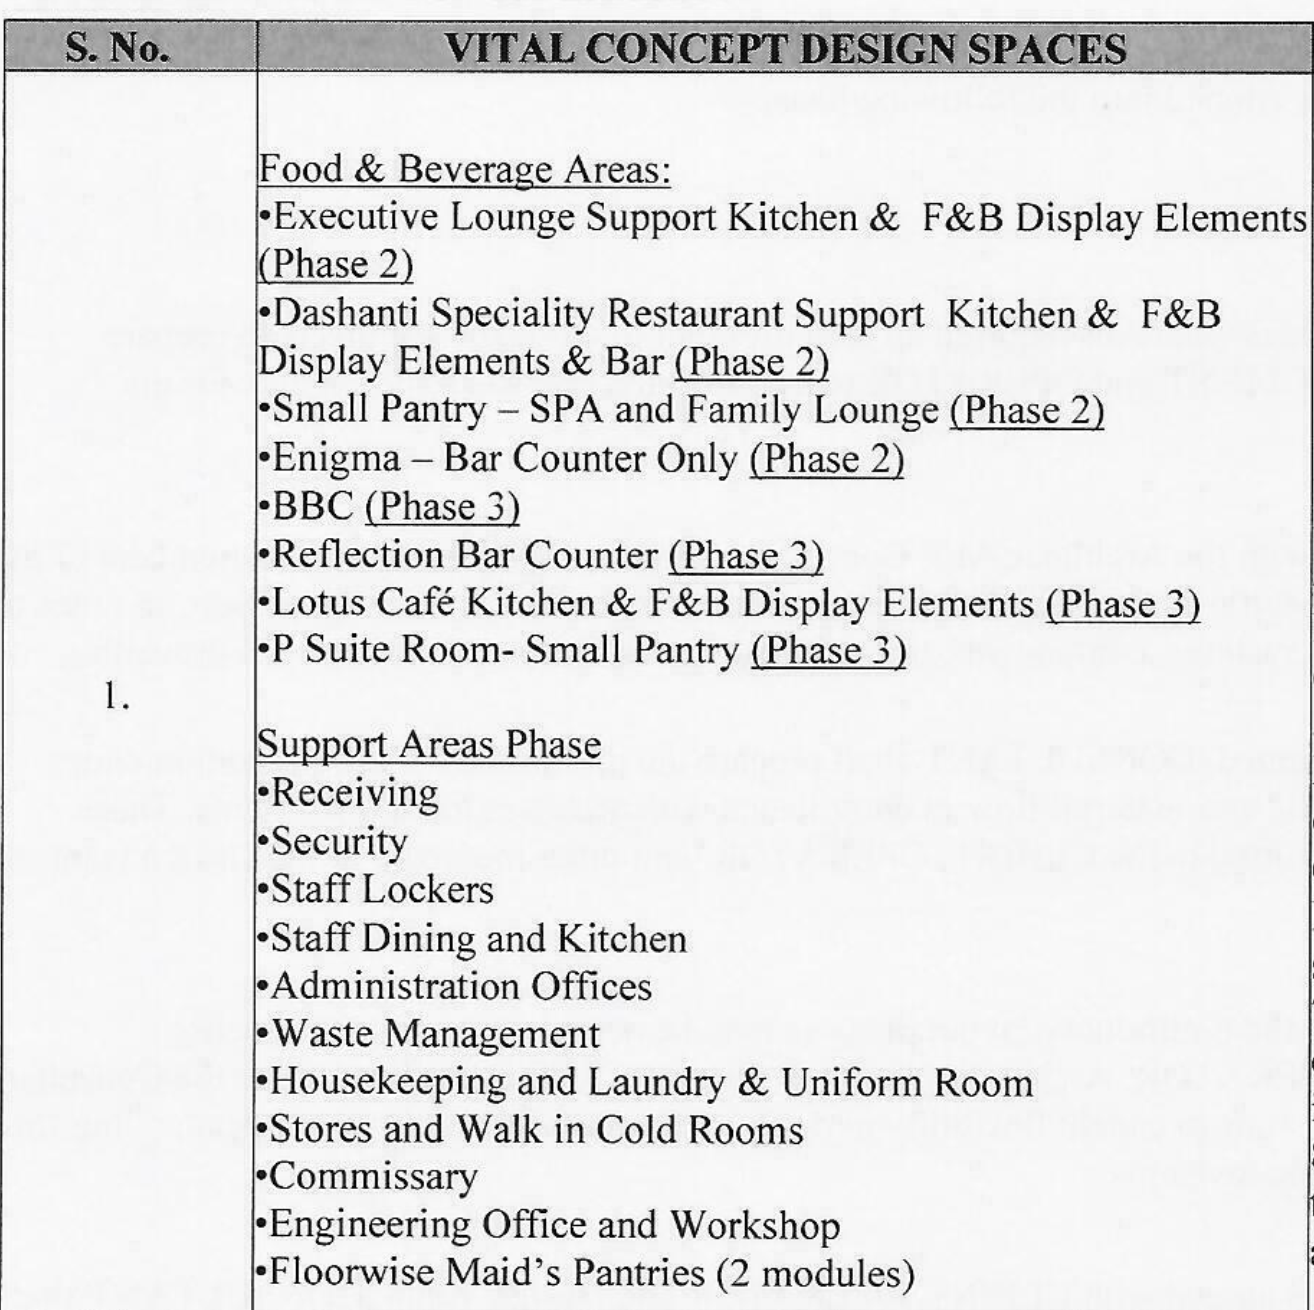 S. No.
VITAL CONCEPT DESIGN SPACES
1.
Food & Beverage Areas:
•Executive Lounge Support Kitchen & F&B Display Elements
(Phase 2)
•Dashanti Speciality Restaurant Support Kitchen & F&B
Display Elements & Bar (Phase 2)
•Small Pantry – SPA and Family Lounge (Phase 2)
•Enigma – Bar Counter Only (Phase 2)
•BBC (Phase 3)
•Reflection Bar Counter (Phase 3)
•Lotus Café Kitchen & F&B Display Elements (Phase 3)
•P Suite Room- Small Pantry (Phase 3)
Support Areas Phase
•Receiving
•Security
•Staff Lockers
•Staff Dining and Kitchen
•Administration Offices
•Waste Management
•Housekeeping and Laundry & Uniform Room
•Stores and Walk in Cold Rooms
•Commissary
•Engineering Office and Workshop
•Floorwise Maid's Pantries (2 modules)